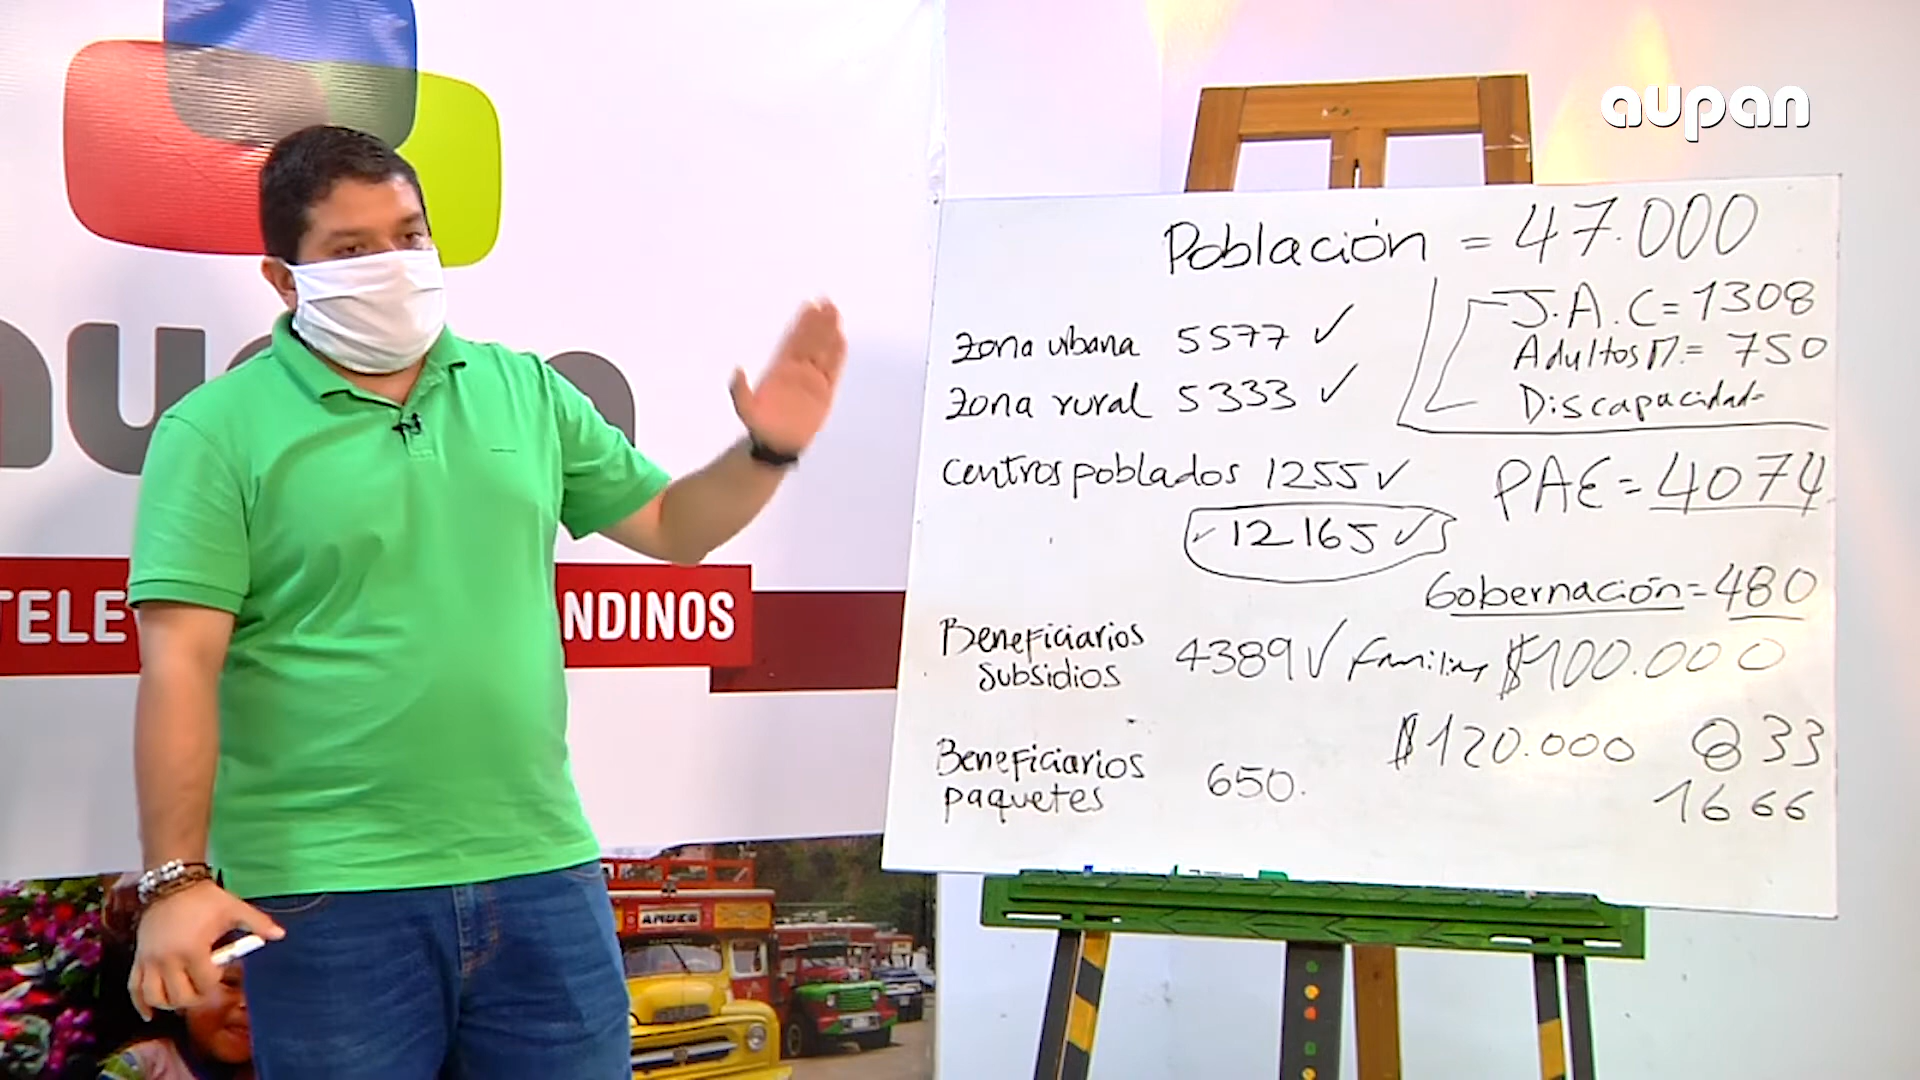 aupan
TELE
NDINOS
Población = 47.000
J.A.C = 1308
Adultos M. = 750
Discapacidad
zona urbana 5577 ✓
zona rural 5333 ✓
centros poblados 1255 ✓
PAE = 4074
12165 ✓
Gobernación = 480
Beneficiarios subsidios 4389 ✓ familias $100.000
$120.000
33
1666
Beneficiarios paquetes 650.
ANDES